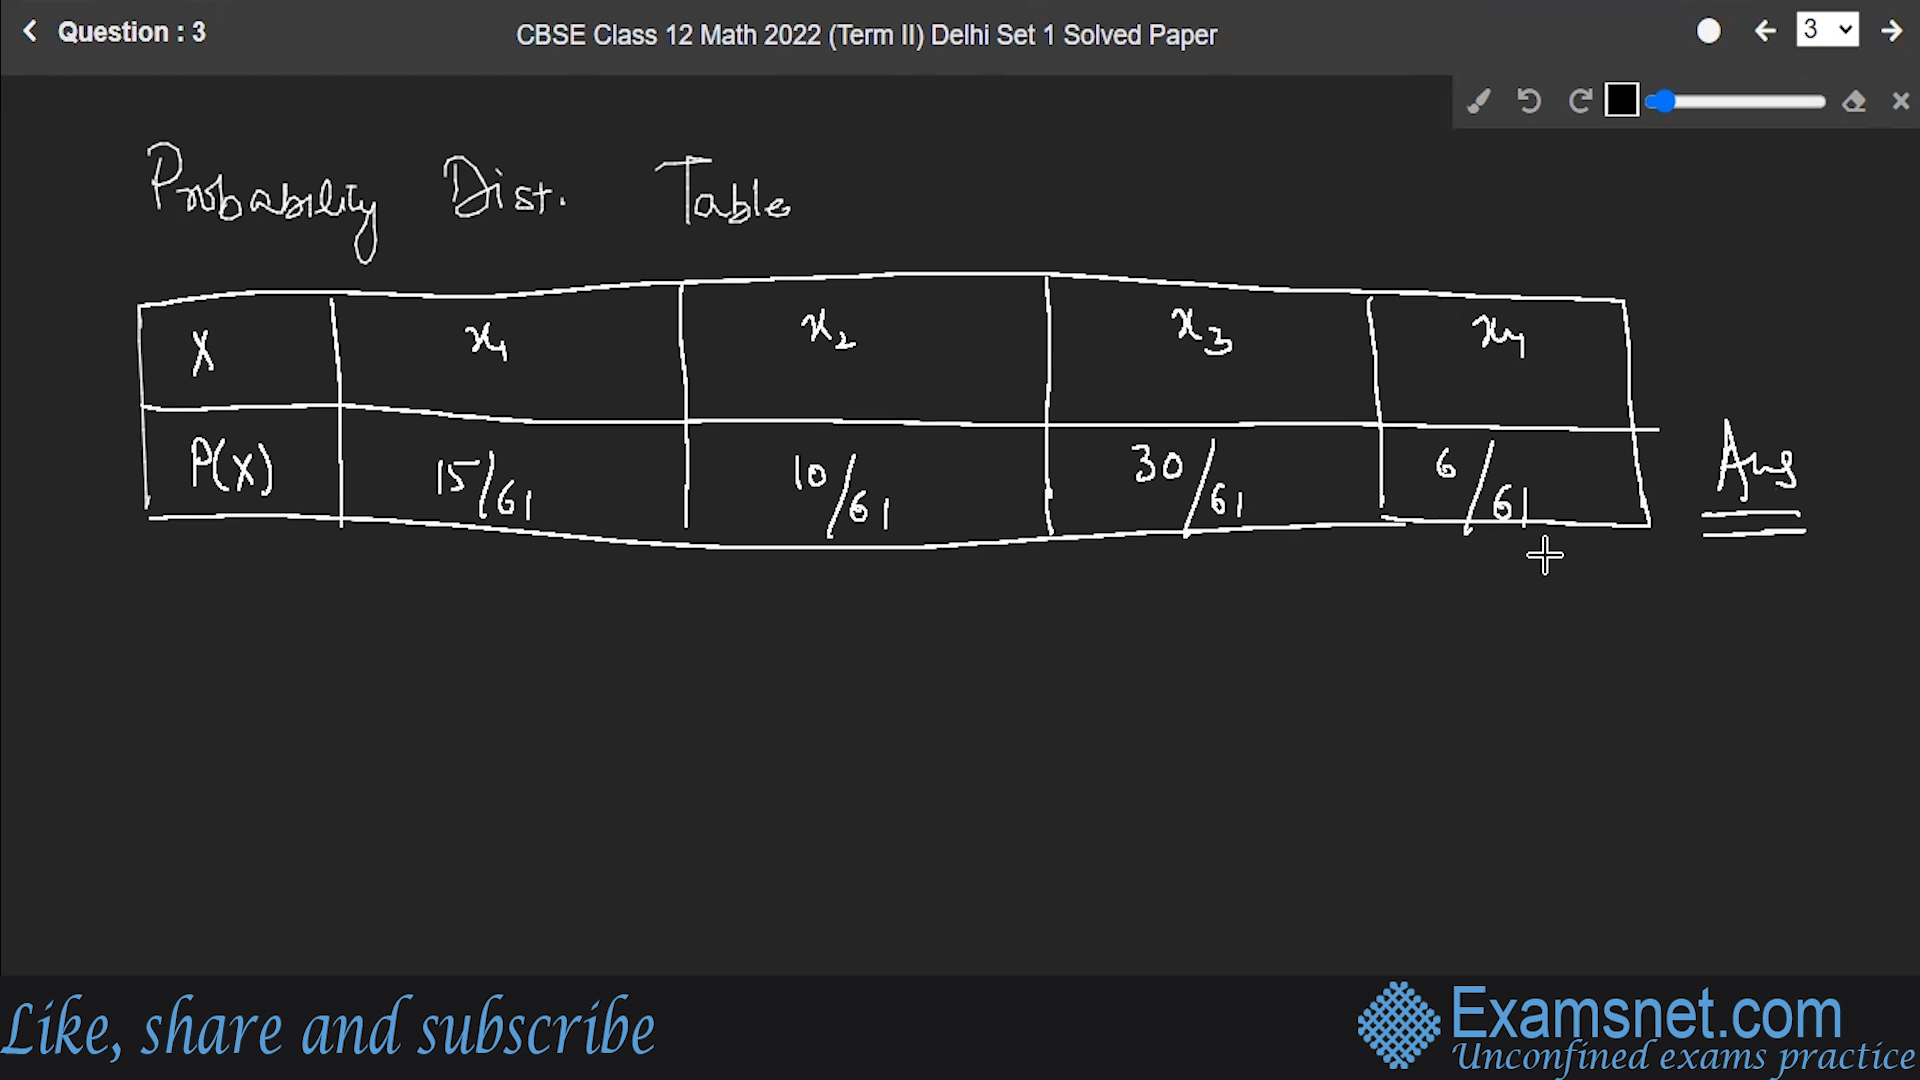 Question : 3
CBSE Class 12 Math 2022 (Term II) Delhi Set 1 Solved Paper
3
Probability Dist. Table
X x₁ x₂ x₃ x₄
P(X) 15/61 10/61 30/61 6/61
Ans
Like, share and subscribe
Examsnet.com
Unconfined exams practice